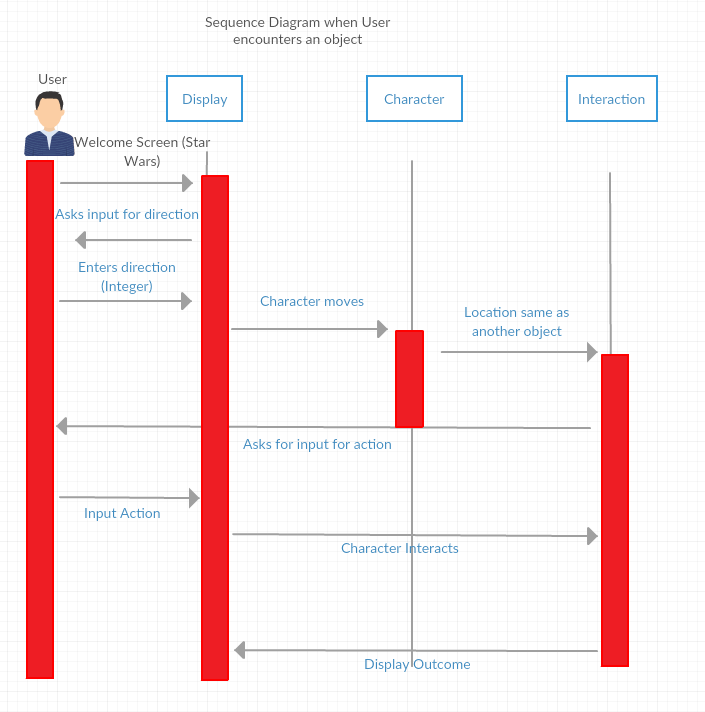 Sequence Diagram when User
encounters an object
User
Display
Character
Interaction
Welcome Screen (Star
Wars)
Asks input for direction
Enters direction
(Integer)
Character moves
Location same as
another object
Asks for input for action
Input Action
Character Interacts
Display Outcome